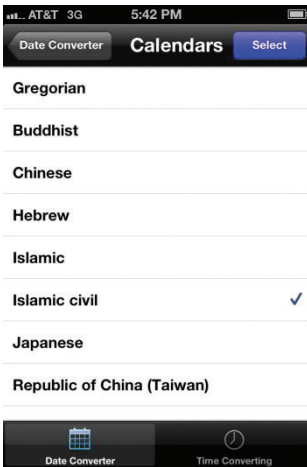 AT&T 3G 5:42 PM
Date Converter Calendars Select
Gregorian
Buddhist
Chinese
Hebrew
Islamic
Islamic civil
Japanese
Republic of China (Taiwan)
Date Converter Time Converting